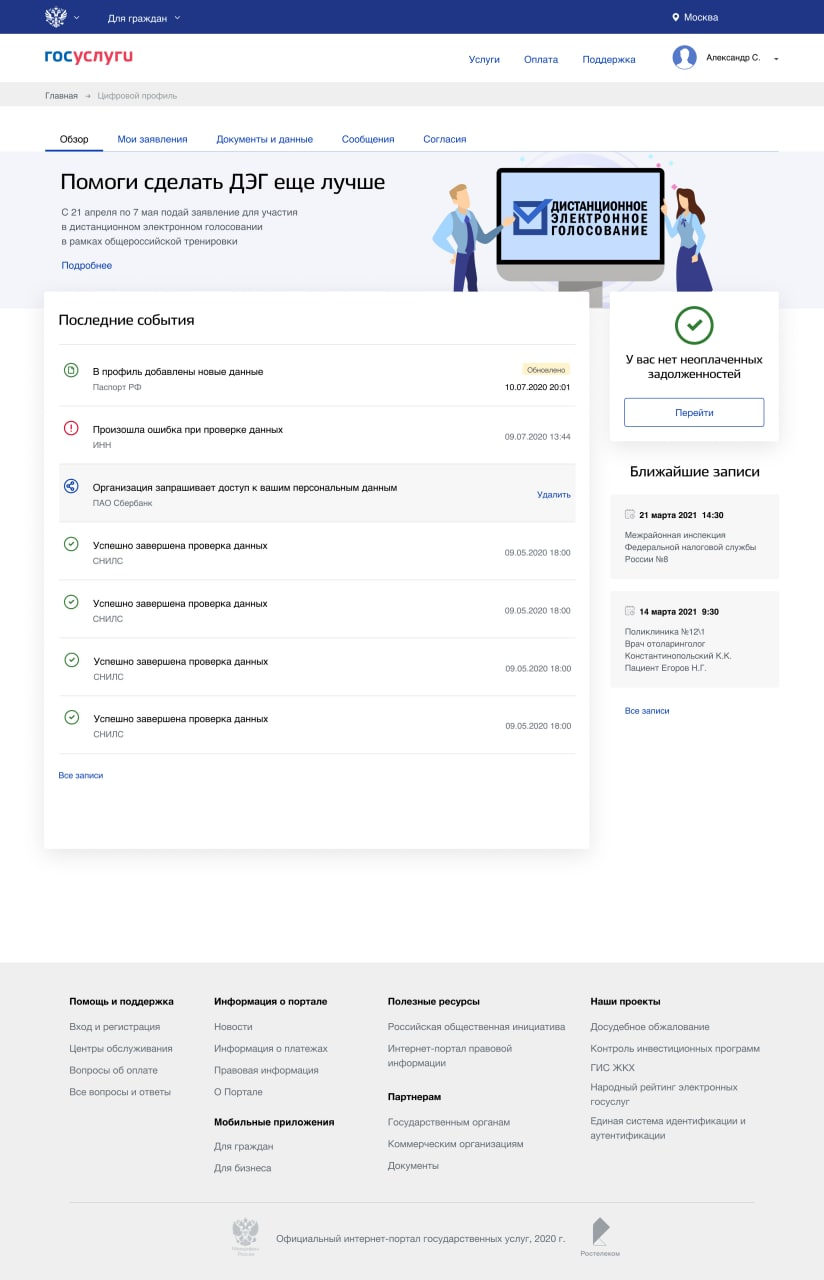 Для граждан
Москва
госуслуги
Услуги
Оплата
Поддержка
Александр С.
Главная → Цифровой профиль
Обзор
Мои заявления
Документы и данные
Сообщения
Согласия
Помоги сделать ДЭГ еще лучше
С 21 апреля по 7 мая подай заявление для участия
в дистанционном электронном голосовании
в рамках общероссийской тренировки
Подробнее
ДИСТАНЦИОННОЕ
ЭЛЕКТРОННОЕ
ГОЛОСОВАНИЕ
Последние события
В профиль добавлены новые данные
Паспорт РФ
Обновлено
10.07.2020 20:01
Произошла ошибка при проверке данных
ИНН
09.07.2020 13:44
Организация запрашивает доступ к вашим персональным данным
ПАО Сбербанк
Удалить
Успешно завершена проверка данных
СНИЛС
09.05.2020 18:00
Успешно завершена проверка данных
СНИЛС
09.05.2020 18:00
Успешно завершена проверка данных
СНИЛС
09.05.2020 18:00
Успешно завершена проверка данных
СНИЛС
09.05.2020 18:00
Все записи
У вас нет неоплаченных
задолженностей
Перейти
Ближайшие записи
21 марта 2021 14:30
Межрайонная инспекция
Федеральной налоговой службы
России №8
14 марта 2021 9:30
Поликлиника №12\1
Врач отоларинголог
Константинопольский К.К.
Пациент Егоров Н.Г.
Все записи
Помощь и поддержка
Вход и регистрация
Центры обслуживания
Вопросы об оплате
Все вопросы и ответы
Информация о портале
Новости
Информация о платежах
Правовая информация
О Портале
Мобильные приложения
Для граждан
Для бизнеса
Полезные ресурсы
Российская общественная инициатива
Интернет-портал правовой
информации
Партнерам
Государственным органам
Коммерческим организациям
Документы
Наши проекты
Досудебное обжалование
Контроль инвестиционных программ
ГИС ЖКХ
Народный рейтинг электронных
госуслуг
Единая система идентификации и
аутентификации
Минцифры
России
Официальный интернет-портал государственных услуг, 2020 г.
Ростелеком